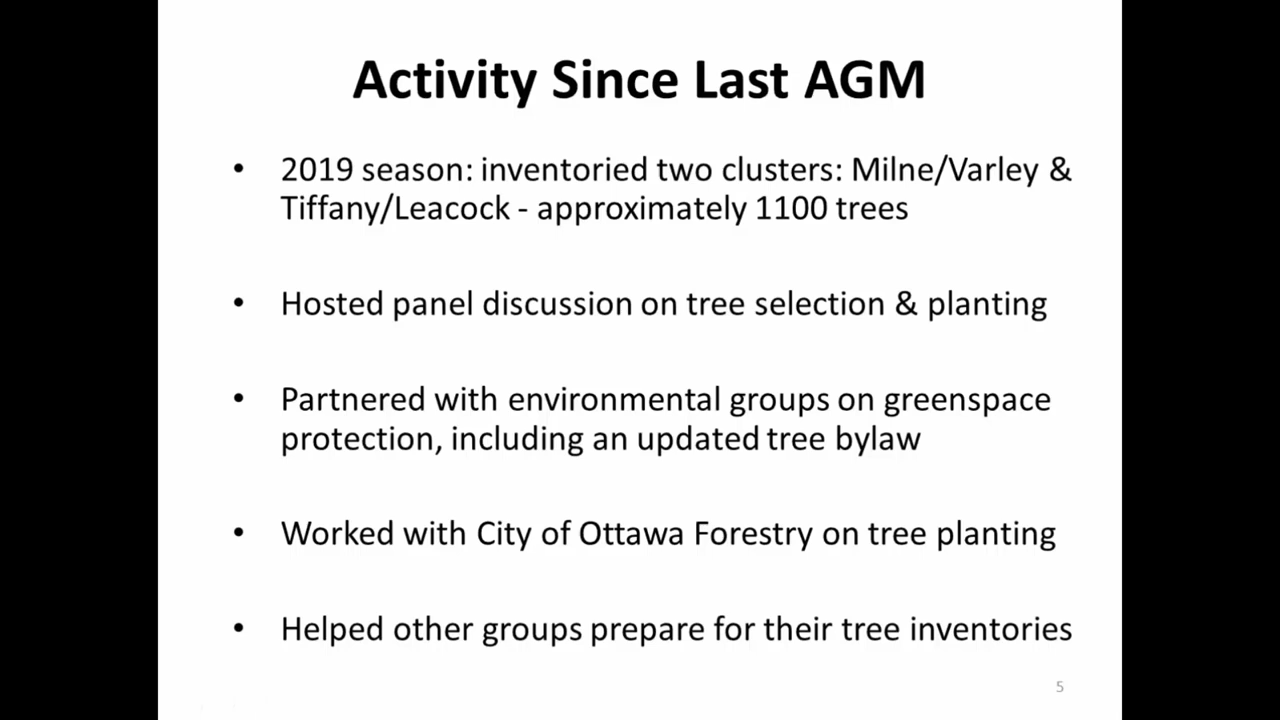 Activity Since Last AGM
• 2019 season: inventoried two clusters: Milne/Varley &
Tiffany/Leacock - approximately 1100 trees
• Hosted panel discussion on tree selection & planting
• Partnered with environmental groups on greenspace
protection, including an updated tree bylaw
• Worked with City of Ottawa Forestry on tree planting
• Helped other groups prepare for their tree inventories
5